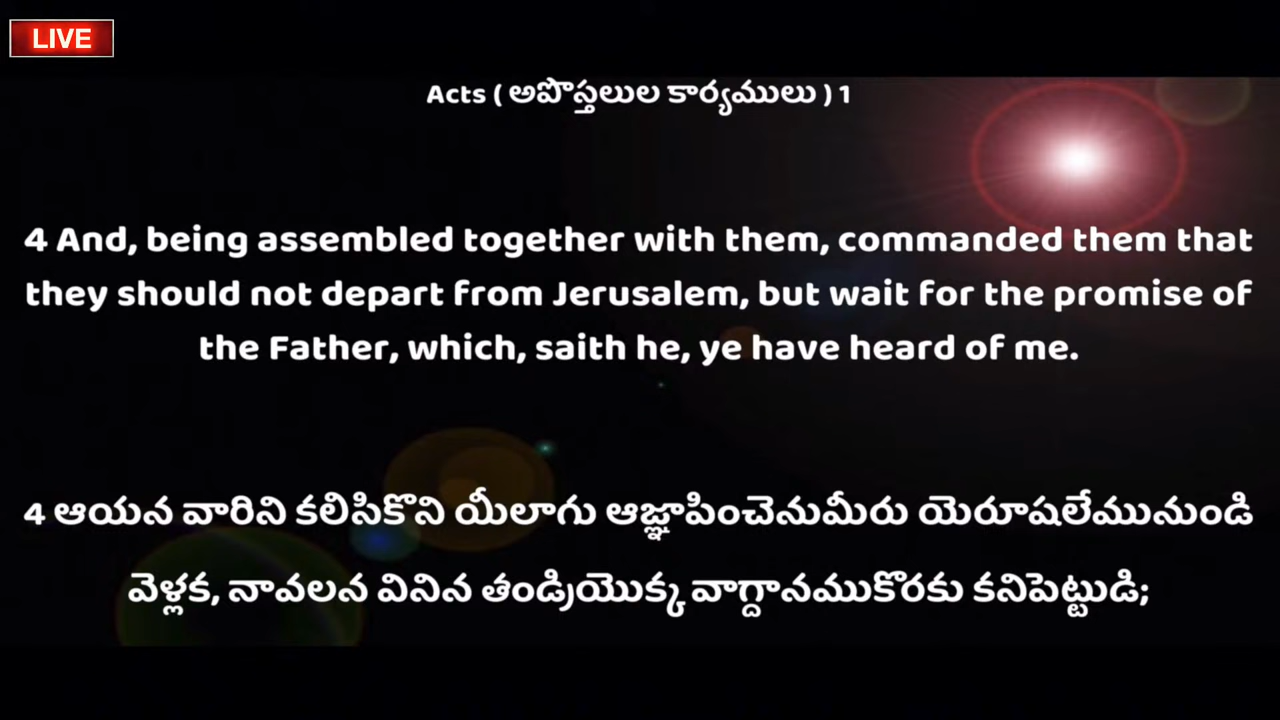 LIVE
Acts ( అపొస్తలుల కార్యములు ) 1
4 And, being assembled together with them, commanded them that
they should not depart from Jerusalem, but wait for the promise of
the Father, which, saith he, ye have heard of me.
4 ఆయన వారిని కలిసికొని యీలాగు ఆజ్ఞాపించెనుమీరు యెరూషలేమునుండి
వెళ్లక, నావలన వినిన తండ్రియొక్క వాగ్దానముకొరకు కనిపెట్టుడి;